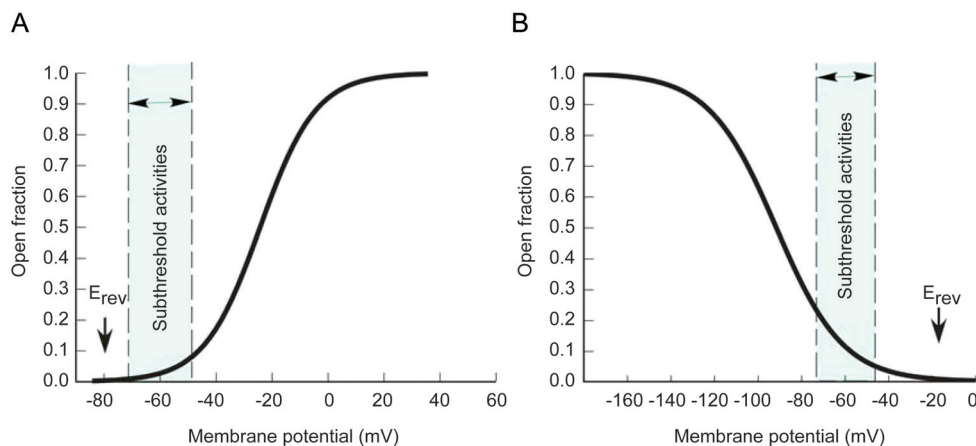 A
1.0
0.9
0.8
0.7
0.6
0.5
0.4
0.3
0.2
0.1
0.0
Open fraction
Subthreshold activities
Erev
-80 -60 -40 -20 0 20 40 60
Membrane potential (mV)
B
1.0
0.9
0.8
0.7
0.6
0.5
0.4
0.3
0.2
0.1
0.0
Open fraction
Subthreshold activities
Erev
-160 -140 -120 -100 -80 -60 -40 -20 0
Membrane potential (mV)